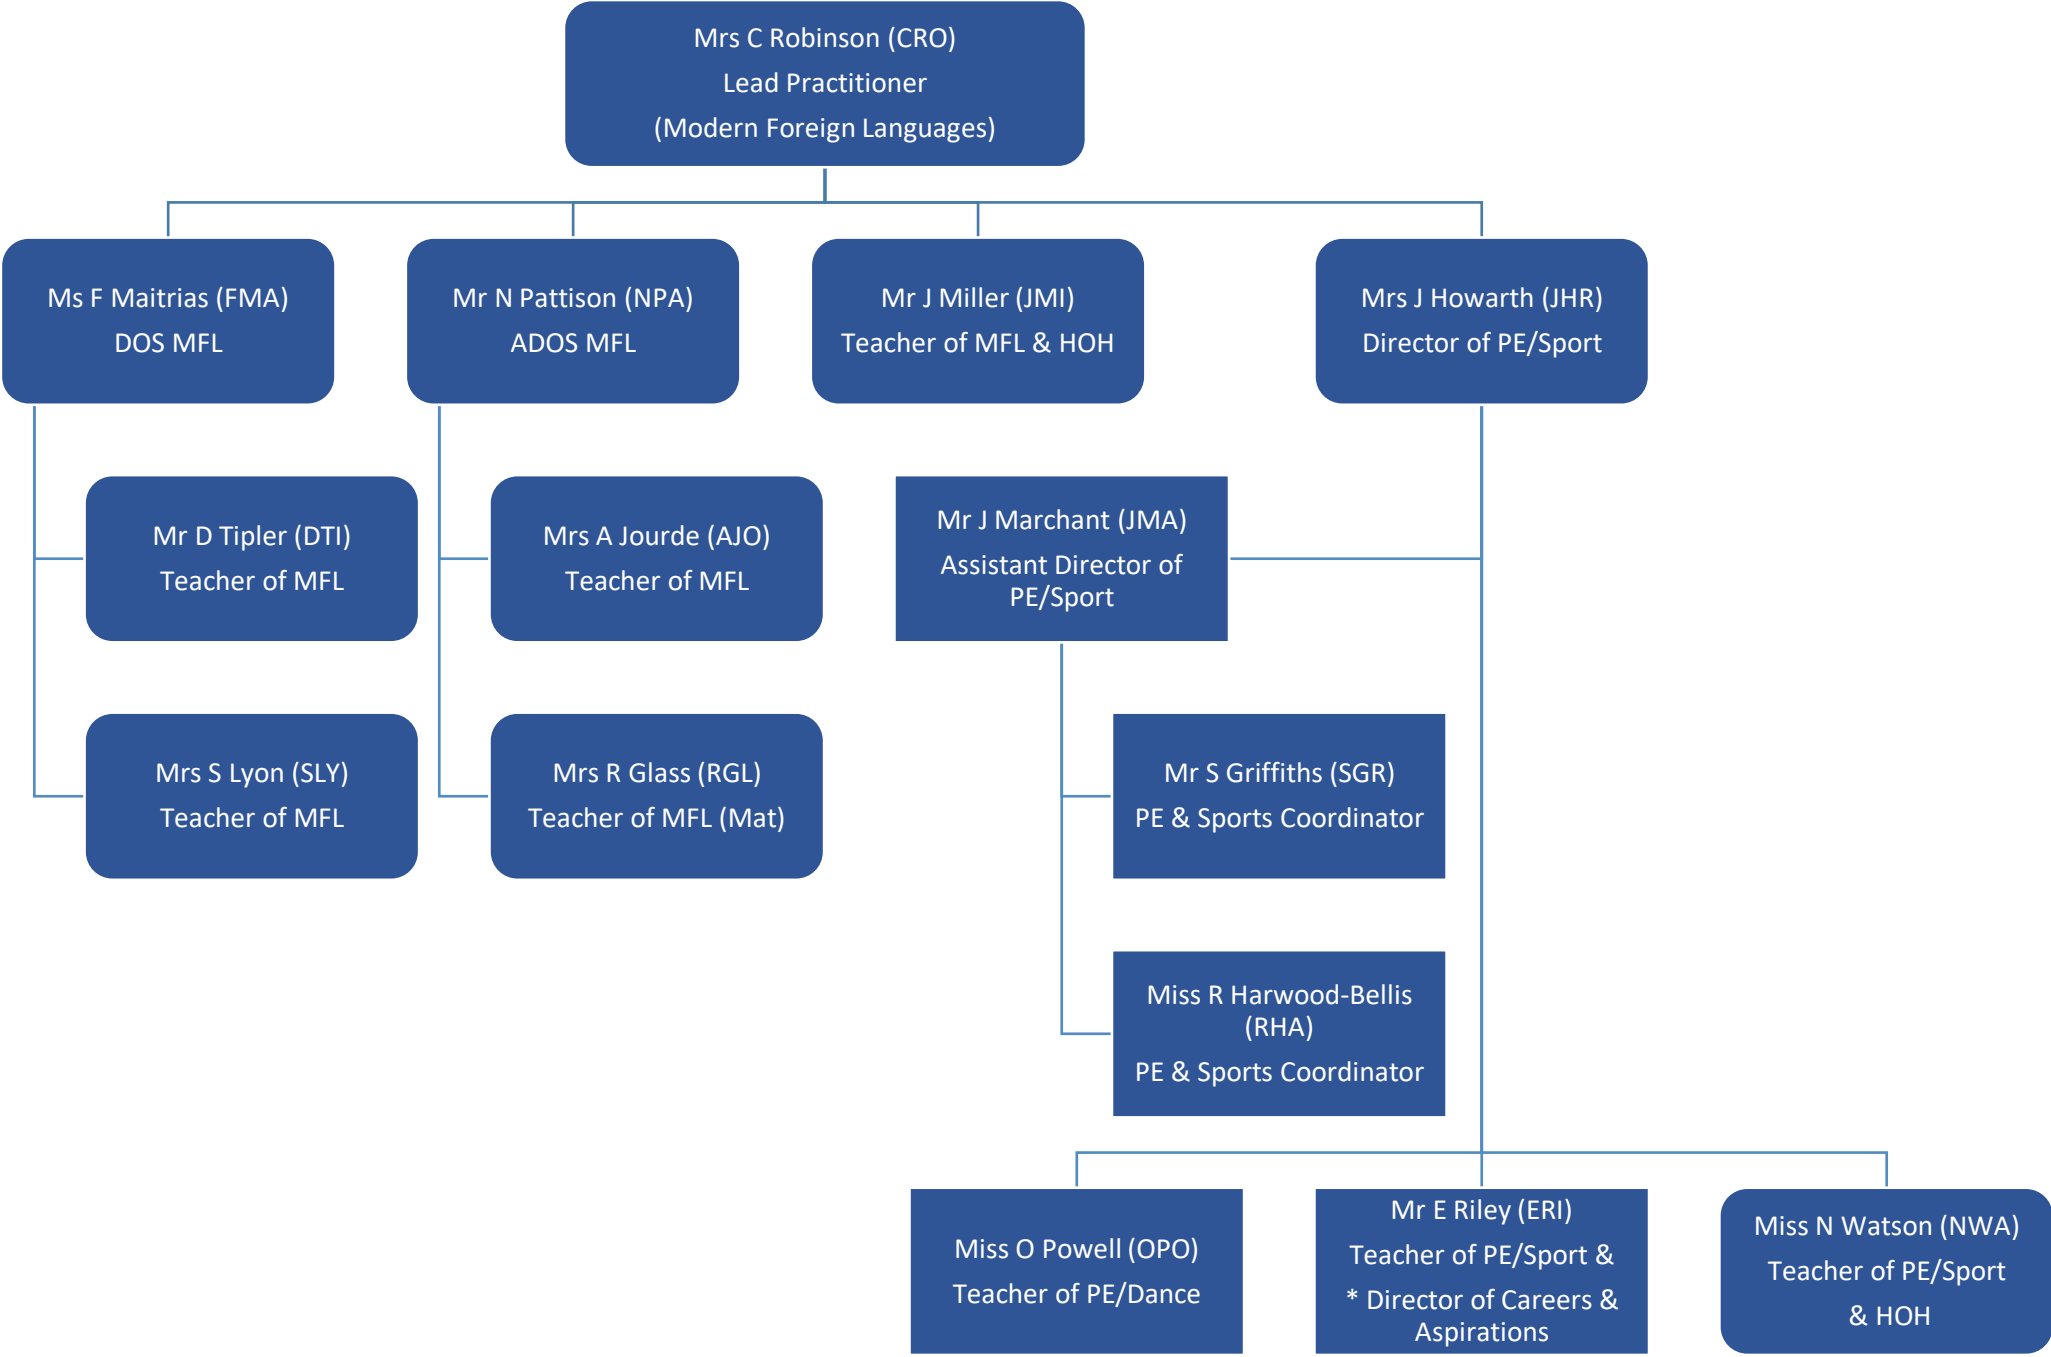 Mrs C Robinson (CRO)
Lead Practitioner
(Modern Foreign Languages)
Ms F Maitrias (FMA)
DOS MFL
Mr N Pattison (NPA)
ADOS MFL
Mr J Miller (JMI)
Teacher of MFL & HOH
Mrs J Howarth (JHR)
Director of PE/Sport
Mr D Tipler (DTI)
Teacher of MFL
Mrs A Jourde (AJO)
Teacher of MFL
Mr J Marchant (JMA)
Assistant Director of
PE/Sport
Mrs S Lyon (SLY)
Teacher of MFL
Mrs R Glass (RGL)
Teacher of MFL (Mat)
Mr S Griffiths (SGR)
PE & Sports Coordinator
Miss R Harwood-Bellis
(RHA)
PE & Sports Coordinator
Miss O Powell (OPO)
Teacher of PE/Dance
Mr E Riley (ERI)
Teacher of PE/Sport &
* Director of Careers &
Aspirations
Miss N Watson (NWA)
Teacher of PE/Sport
& HOH